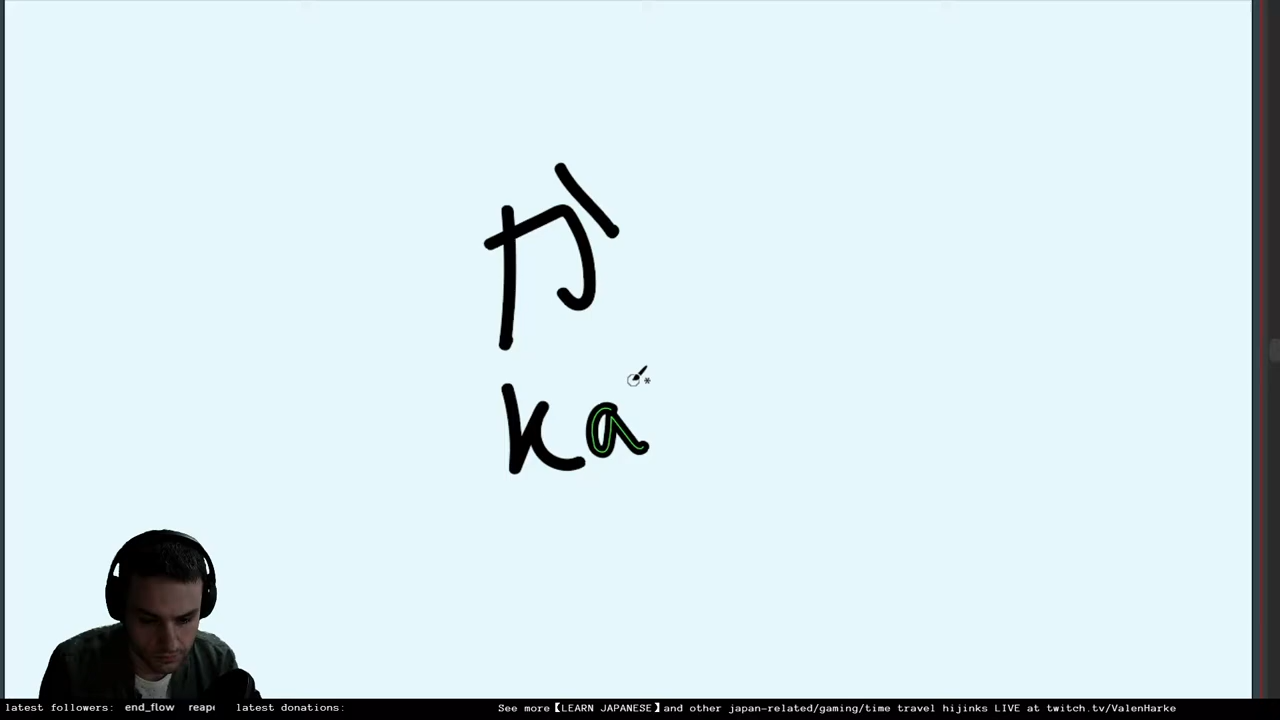 か
ka
latest followers: end_flow reap latest donations: See more【LEARN JAPANESE】and other japan-related/gaming/time travel hijinks LIVE at twitch.tv/ValenHarke